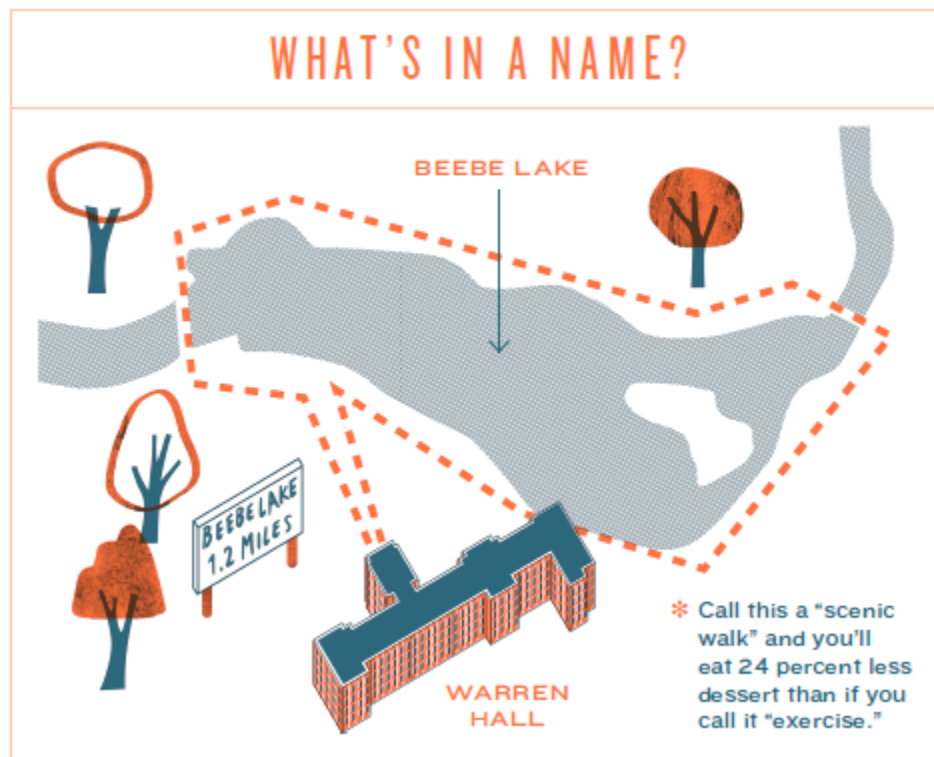 WHAT'S IN A NAME?
BEEBE LAKE
BEEBE LAKE
1.2 MILES
WARREN
HALL
* Call this a “scenic
walk” and you’ll
eat 24 percent less
dessert than if you
call it “exercise.”